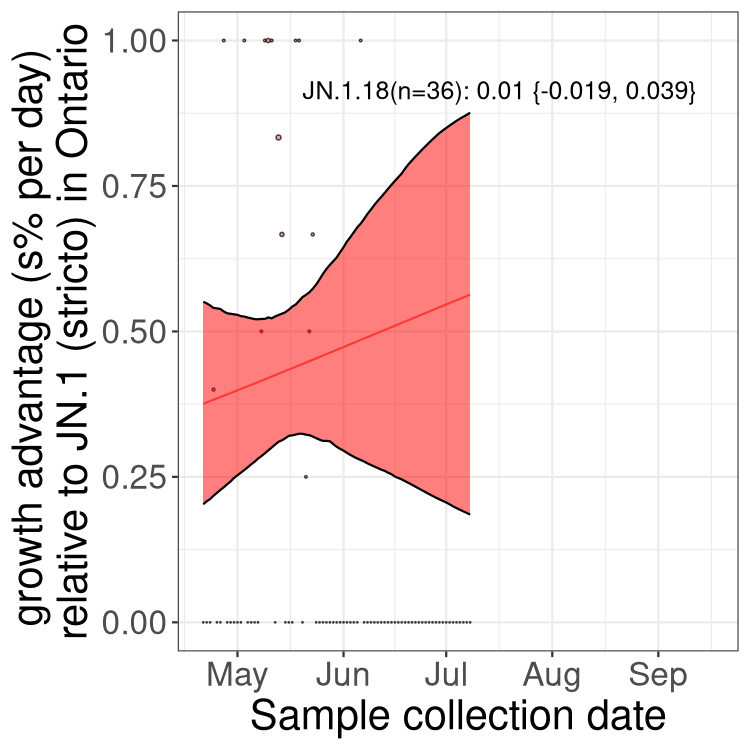 growth advantage (s% per day)
relative to JN.1 (stricto) in Ontario
1.00
0.75
0.50
0.25
0.00
JN.1.18(n=36): 0.01 {-0.019, 0.039}
May Jun Jul Aug Sep
Sample collection date